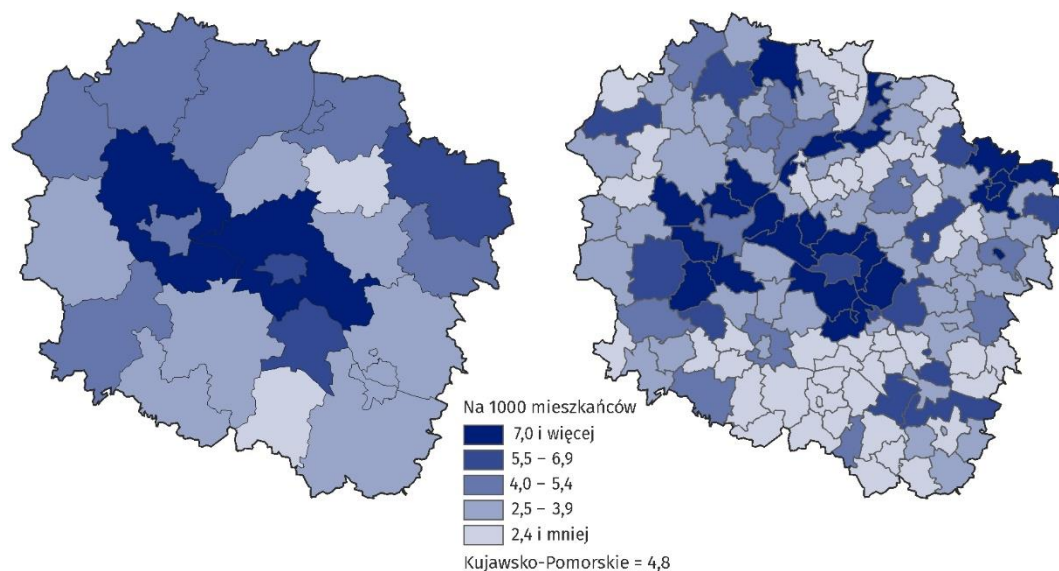 Na 1000 mieszkańców
7,0 i więcej
5,5 – 6,9
4,0 – 5,4
2,5 – 3,9
2,4 i mniej
Kujawsko-Pomorskie = 4,8